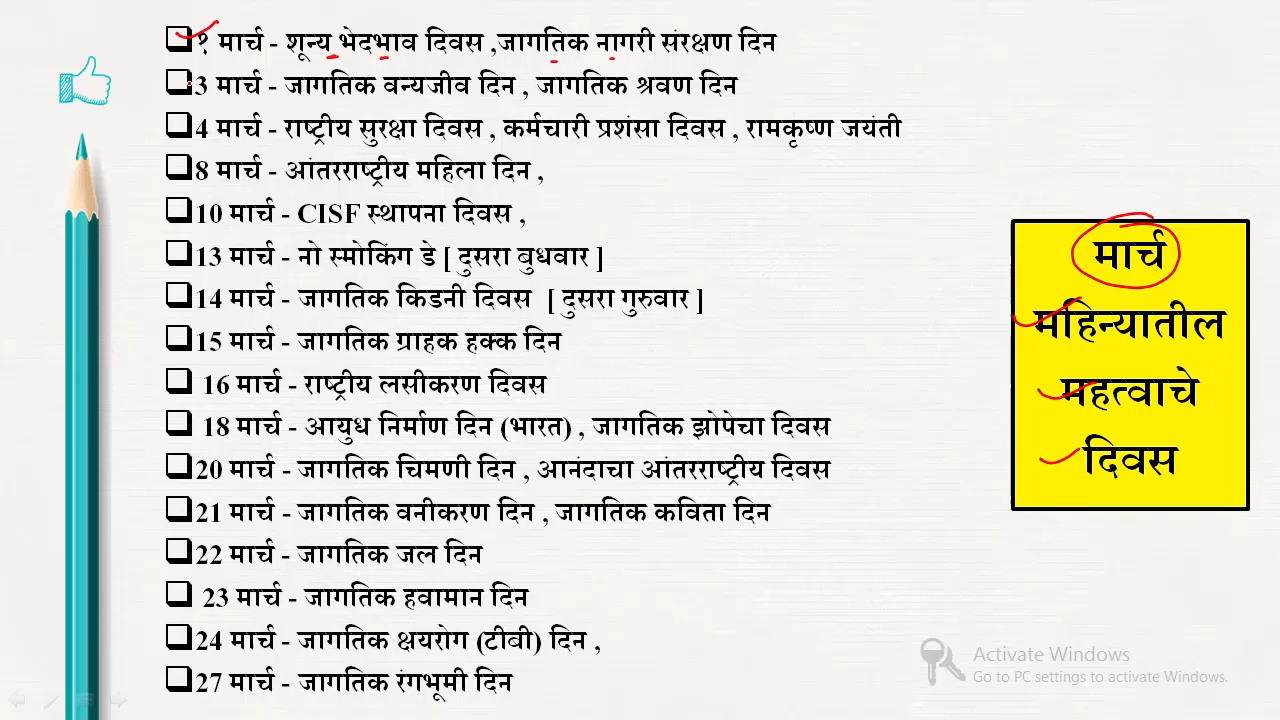 १ मार्च - शून्य भेदभाव दिवस ,जागतिक नागरी संरक्षण दिन
3 मार्च - जागतिक वन्यजीव दिन , जागतिक श्रवण दिन
4 मार्च - राष्ट्रीय सुरक्षा दिवस , कर्मचारी प्रशंसा दिवस , रामकृष्ण जयंती
8 मार्च - आंतरराष्ट्रीय महिला दिन ,
10 मार्च - CISF स्थापना दिवस ,
13 मार्च - नो स्मोकिंग डे [ दुसरा बुधवार ]
14 मार्च - जागतिक किडनी दिवस [ दुसरा गुरुवार ]
15 मार्च - जागतिक ग्राहक हक्क दिन
16 मार्च - राष्ट्रीय लसीकरण दिवस
18 मार्च - आयुध निर्माण दिन (भारत) , जागतिक झोपेचा दिवस
20 मार्च - जागतिक चिमणी दिन , आनंदाचा आंतरराष्ट्रीय दिवस
21 मार्च - जागतिक वनीकरण दिन , जागतिक कविता दिन
22 मार्च - जागतिक जल दिन
23 मार्च - जागतिक हवामान दिन
24 मार्च - जागतिक क्षयरोग (टीबी) दिन ,
27 मार्च - जागतिक रंगभूमी दिन
मार्च
महिन्यातील
महत्वाचे
दिवस
Activate Windows
Go to PC settings to activate Windows.